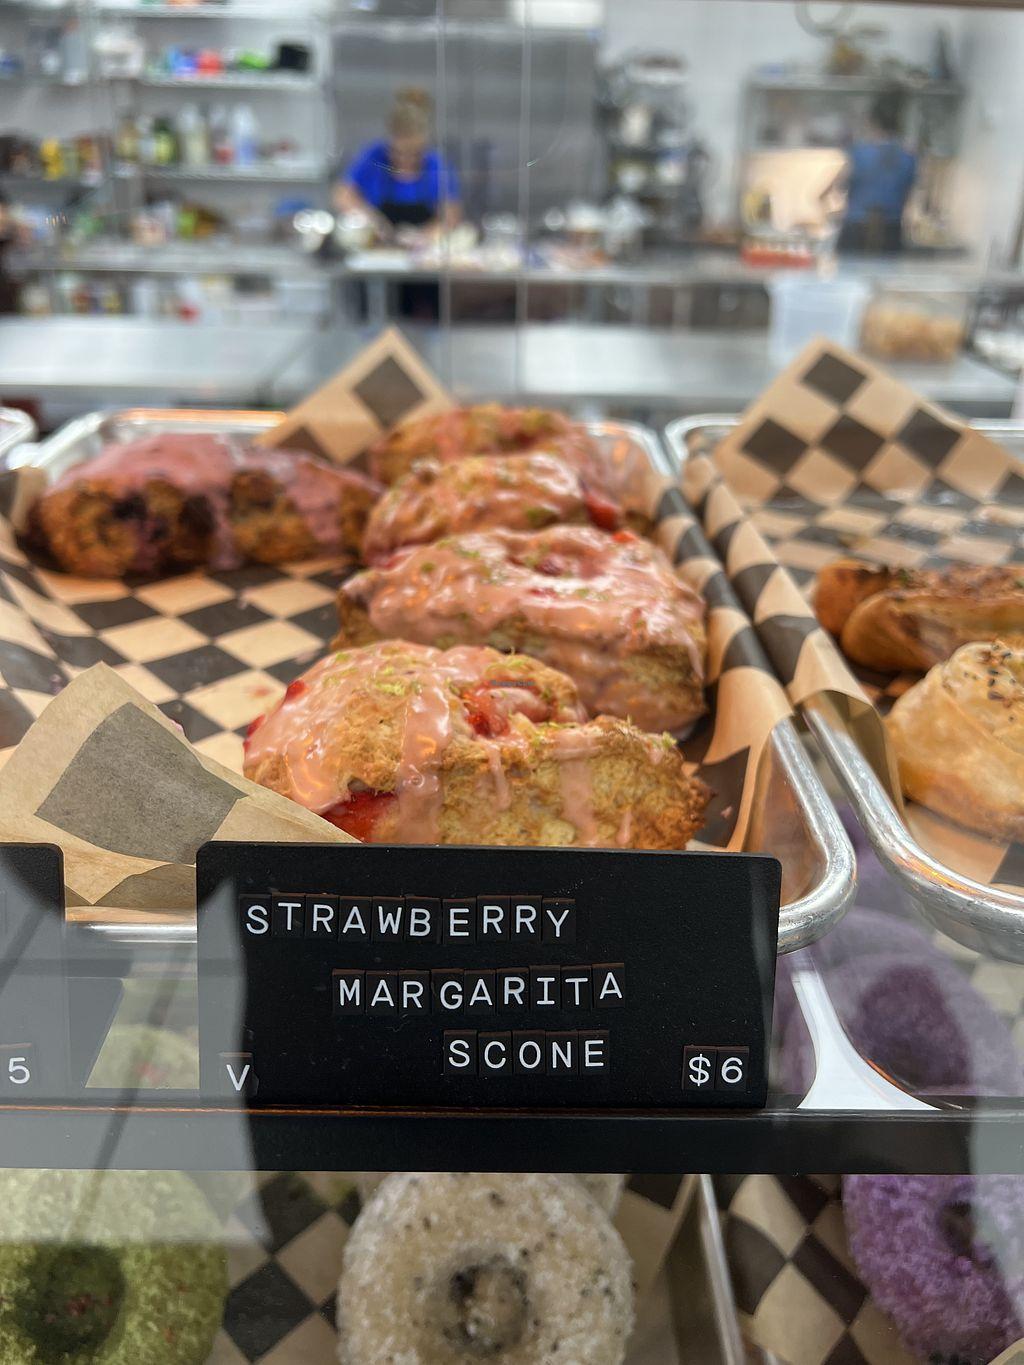 STRAWBERRY
MARGARITA
SCONE
5
V
$6